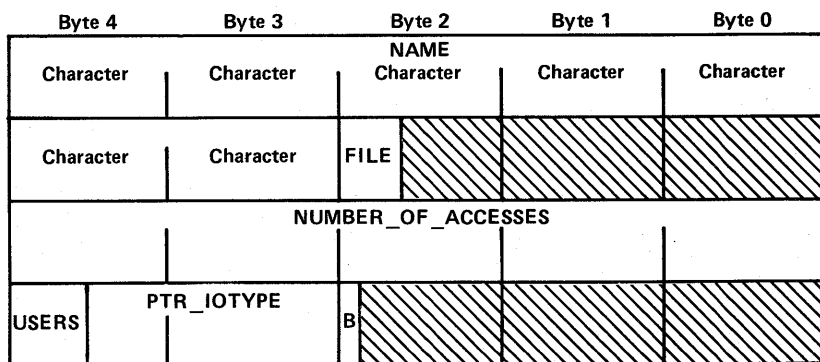 Byte 4 Byte 3 Byte 2 Byte 1 Byte 0
NAME
Character Character Character Character Character
Character Character FILE
NUMBER_OF_ACCESSES
USERS PTR_IOTYPE B